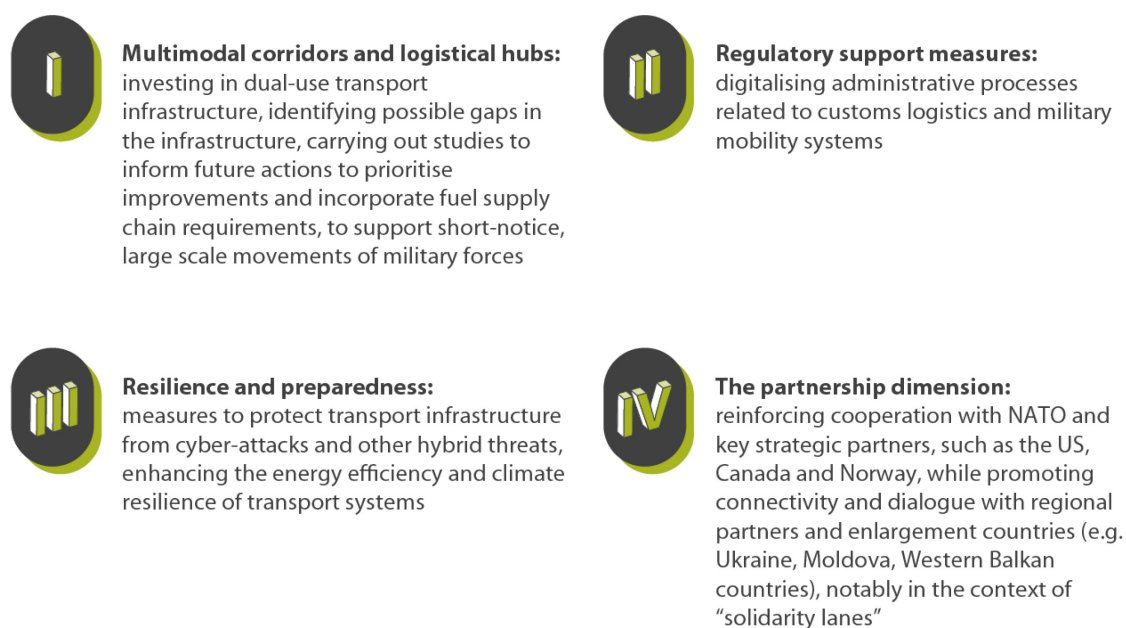 I
Multimodal corridors and logistical hubs:
investing in dual-use transport
infrastructure, identifying possible gaps in
the infrastructure, carrying out studies to
inform future actions to prioritise
improvements and incorporate fuel supply
chain requirements, to support short-notice,
large scale movements of military forces
II
Regulatory support measures:
digitalising administrative processes
related to customs logistics and military
mobility systems
III
Resilience and preparedness:
measures to protect transport infrastructure
from cyber-attacks and other hybrid threats,
enhancing the energy efficiency and climate
resilience of transport systems
IV
The partnership dimension:
reinforcing cooperation with NATO and
key strategic partners, such as the US,
Canada and Norway, while promoting
connectivity and dialogue with regional
partners and enlargement countries (e.g.
Ukraine, Moldova, Western Balkan
countries), notably in the context of
“solidarity lanes”